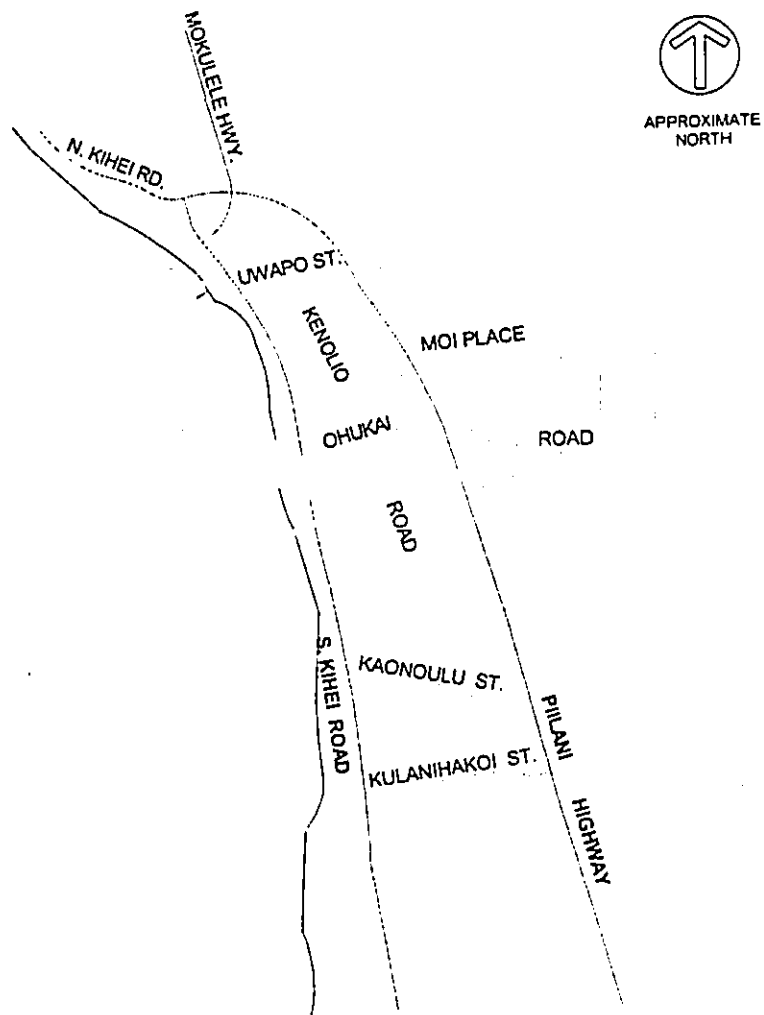 MOKULELE HWY.
APPROXIMATE
NORTH
N. KIHEI RD.
UWAPO ST.
KENOLIO
MOI PLACE
OHUKAI
ROAD
ROAD
S. KIHEI ROAD
KAONOULU ST.
PIILANI
KULANIHAKOI ST.
HIGHWAY